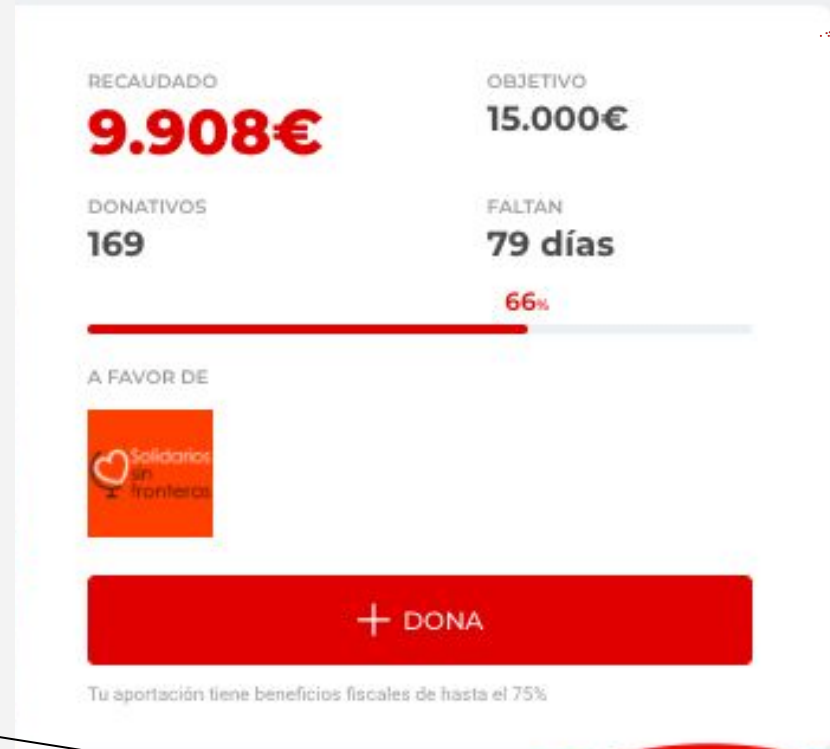 RECAUDADO
9.908€
OBJETIVO
15.000€
DONATIVOS
169
FALTAN
79 días
66%
A FAVOR DE
Solidarios
sin
fronteras
+ DONA
Tu aportación tiene beneficios fiscales de hasta el 75%